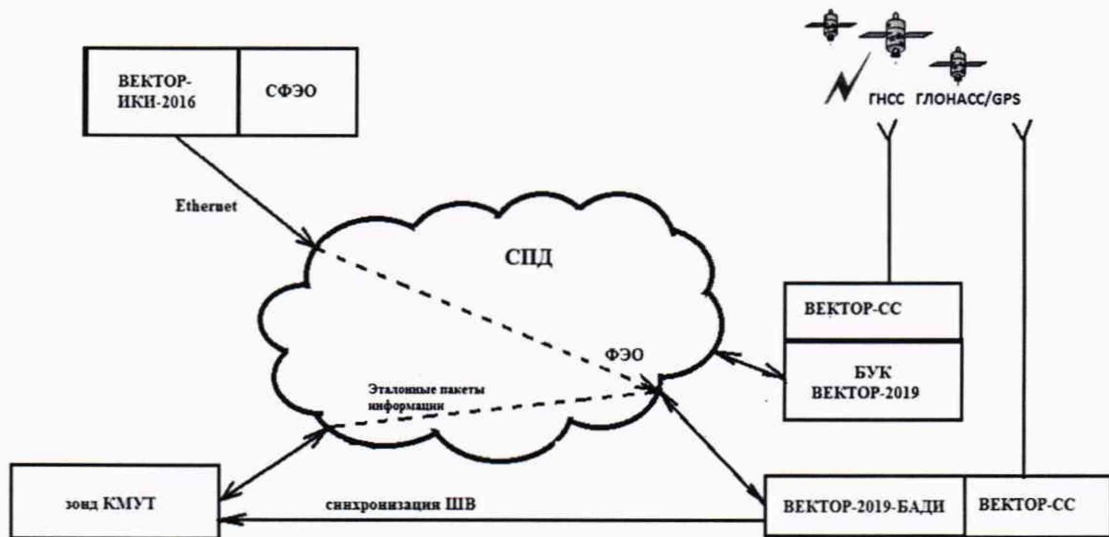 ВЕКТОР-
ИКИ-2016
СФЭО
ГНСС ГЛОНАСС/GPS
Ethernet
СПД
ВЕКТОР-СС
ФЭО
БУК
ВЕКТОР-2019
Эталонные пакеты
информации
зонд КМУТ
синхронизация ШВ
ВЕКТОР-2019-БАДИ
ВЕКТОР-СС